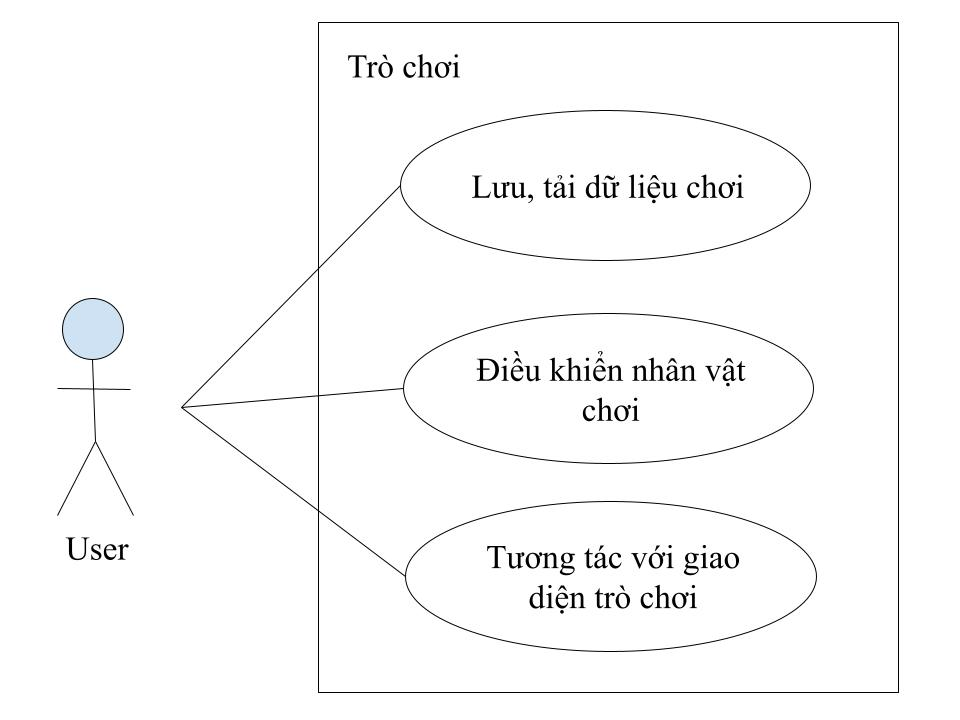 Trò chơi
Lưu, tải dữ liệu chơi
Điều khiển nhân vật
chơi
Tương tác với giao
diện trò chơi
User